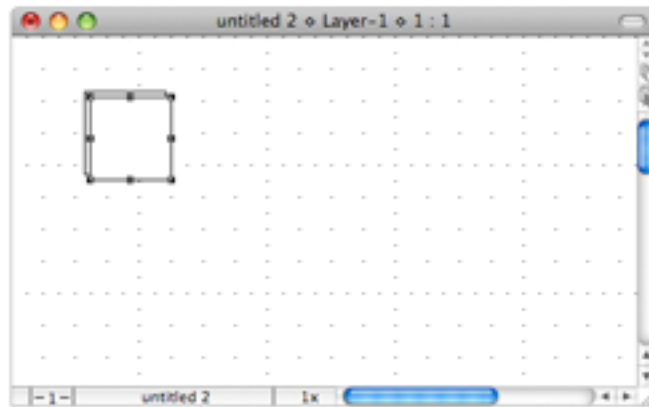 untitled 2 ⋄ Layer-1 ⋄ 1 : 1
-1- untitled 2 1x